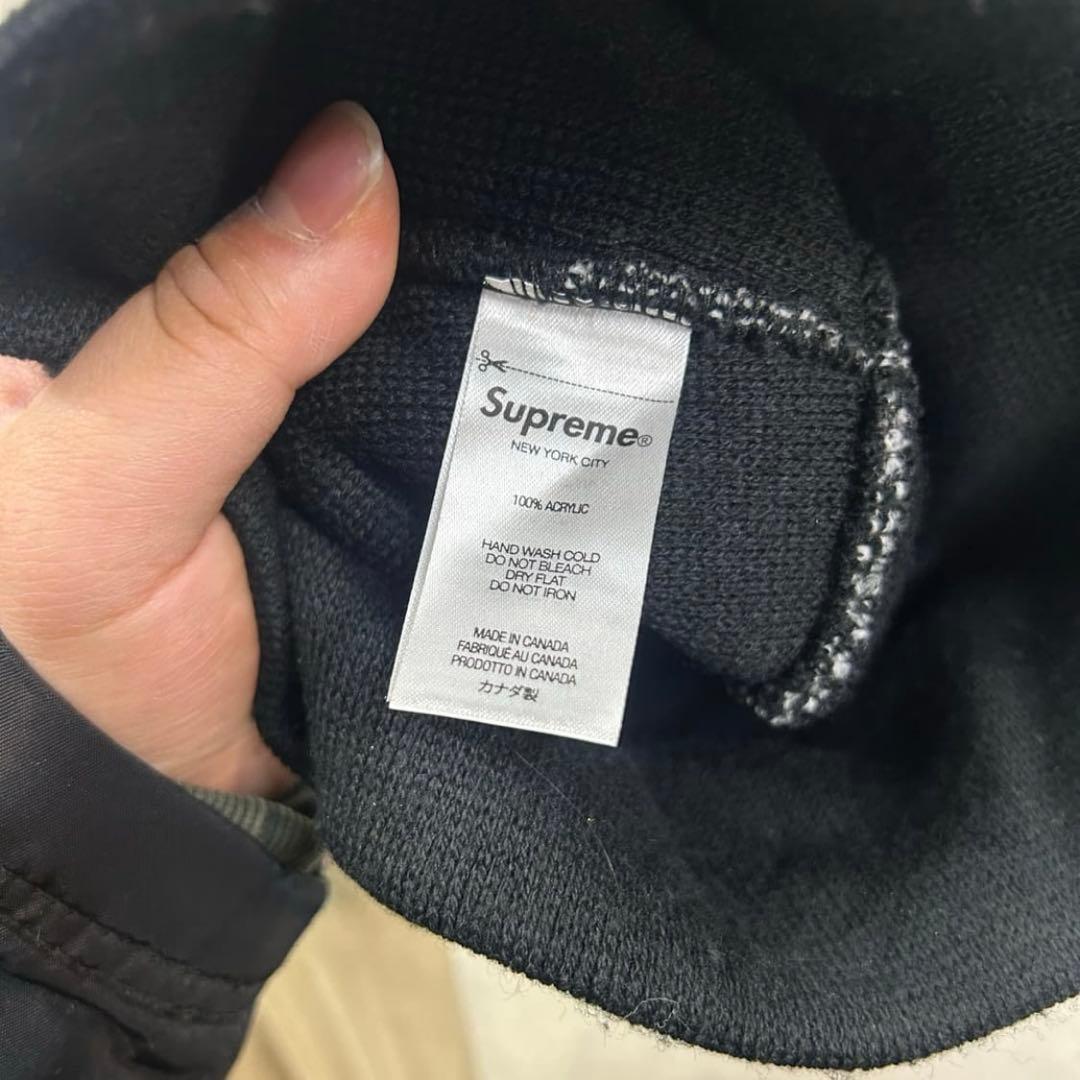 Supreme®
NEW YORK CITY
100% ACRYLIC
HAND WASH COLD
DO NOT BLEACH
DRY FLAT
DO NOT IRON
MADE IN CANADA
FABRIQUÉ AU CANADA
PRODOTTO IN CANADA
カナダ製